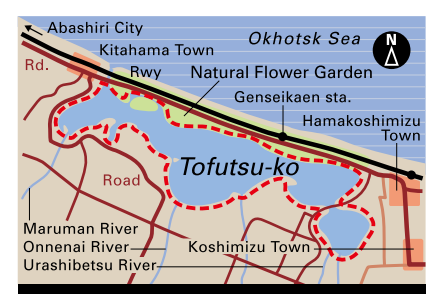 Abashiri City
Okhotsk Sea
N
Kitahama Town
Rd.
Rwy
Natural Flower Garden
Genseikaen sta.
Hamakoshimizu
Town
Tofutsu-ko
Road
Maruman River
Onnenai River
Koshimizu Town
Urashibetsu River